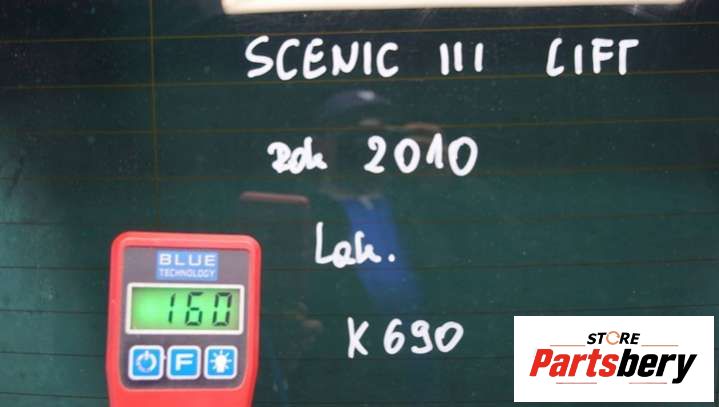 SCENIC III LIFT
Rok 2010
Lak.
K 690
BLUE
TECHNOLOGY
160
F
STORE
Partsbery